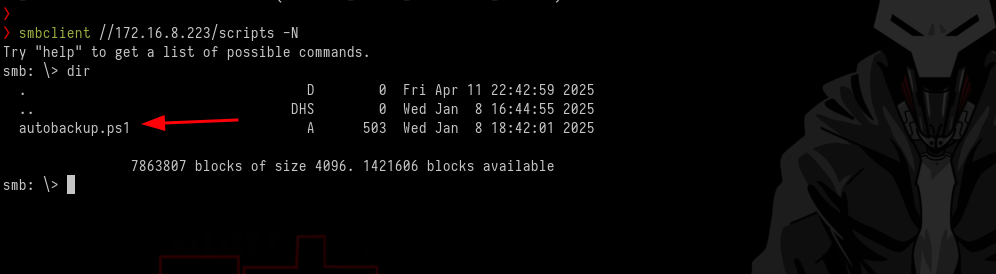 ❯
❯ smbclient //172.16.8.223/scripts -N
Try "help" to get a list of possible commands.
smb: \> dir
. D 0 Fri Apr 11 22:42:59 2025
.. DHS 0 Wed Jan 8 16:44:55 2025
autobackup.ps1 A 503 Wed Jan 8 18:42:01 2025
7863807 blocks of size 4096. 1421606 blocks available
smb: \>